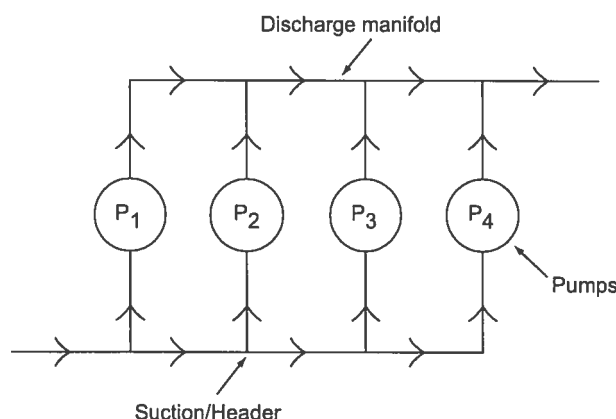 Discharge manifold
P1
P2
P3
P4
Pumps
Suction/Header